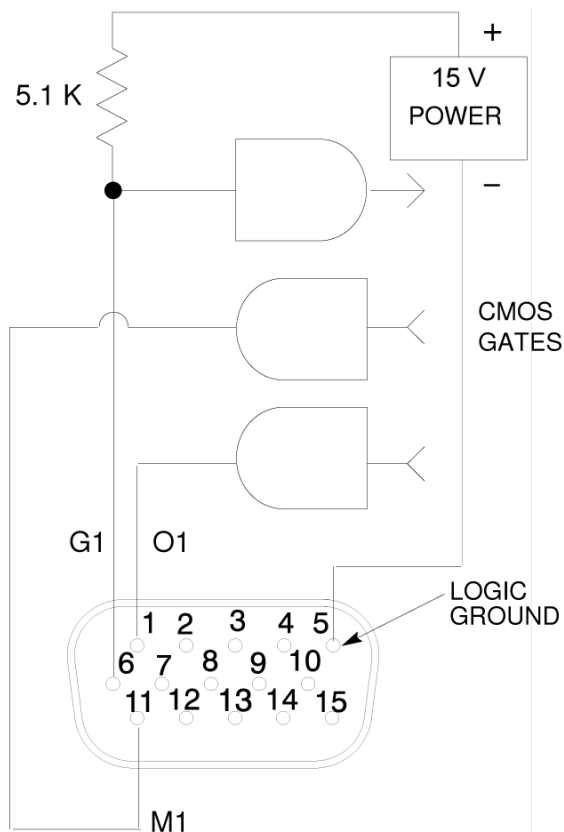 +
15 V
POWER
5.1 K
−
CMOS
GATES
G1
O1
LOGIC
GROUND
1 2 3 4 5
6 7 8 9 10
11 12 13 14 15
M1